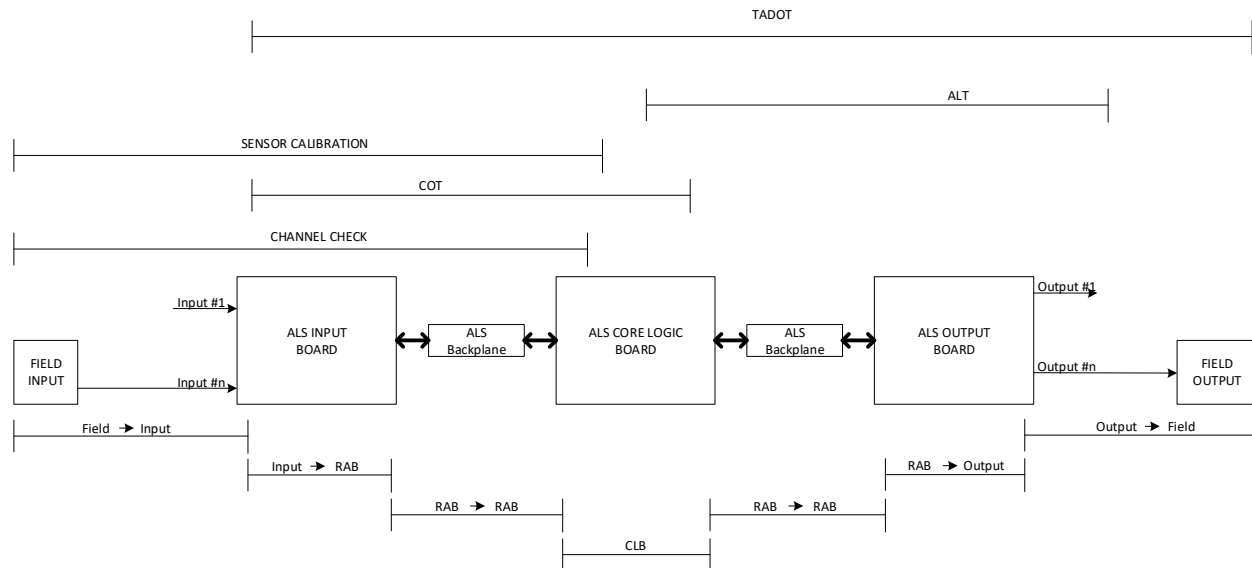 TADOT
ALT
SENSOR CALIBRATION
COT
CHANNEL CHECK
Input #1
ALS INPUT
BOARD
ALS
Backplane
ALS CORE LOGIC
BOARD
ALS
Backplane
ALS OUTPUT
BOARD
Output #1
FIELD
INPUT
Input #n
Output #n
FIELD
OUTPUT
Field → Input
Output → Field
Input → RAB
RAB → Output
RAB → RAB
RAB → RAB
CLB